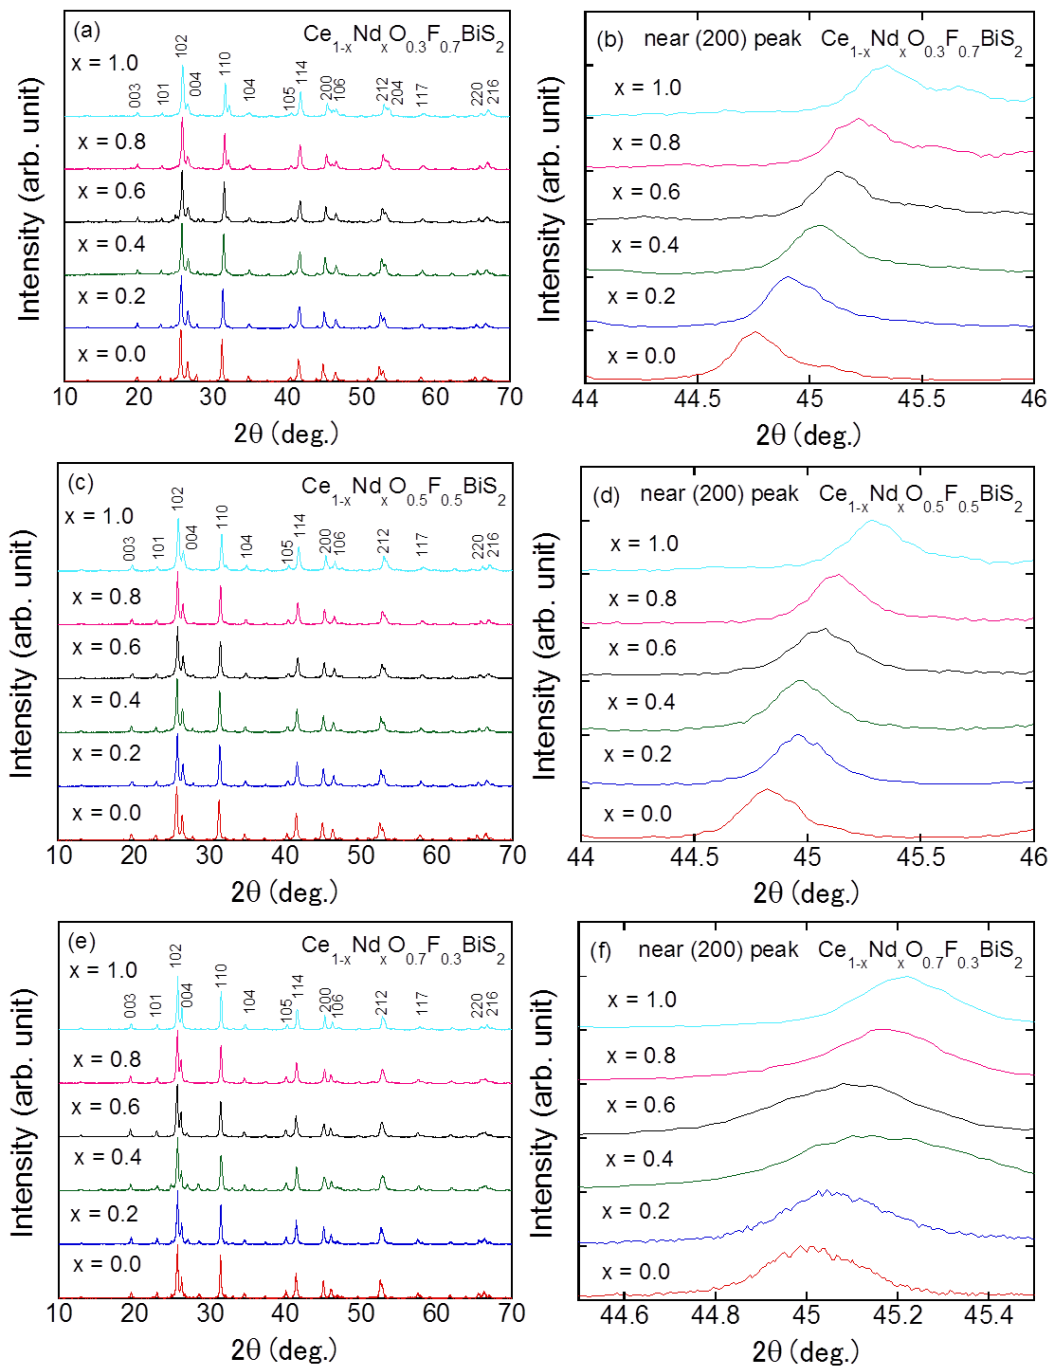 (a)
Ce1-xNdxO0.3F0.7BiS2
x = 1.0
003
101
102
004
110
104
105
114
200
106
212
204
117
220
216
x = 0.8
x = 0.6
x = 0.4
x = 0.2
x = 0.0
Intensity (arb. unit)
10 20 30 40 50 60 70
2θ (deg.)
(b) near (200) peak Ce1-xNdxO0.3F0.7BiS2
x = 1.0
x = 0.8
x = 0.6
x = 0.4
x = 0.2
x = 0.0
Intensity (arb. unit)
44 44.5 45 45.5 46
2θ (deg.)
(c)
Ce1-xNdxO0.5F0.5BiS2
x = 1.0
003
101
102
004
110
104
105
114
200
106
212
117
220
216
x = 0.8
x = 0.6
x = 0.4
x = 0.2
x = 0.0
Intensity (arb. unit)
10 20 30 40 50 60 70
2θ (deg.)
(d) near (200) peak Ce1-xNdxO0.5F0.5BiS2
x = 1.0
x = 0.8
x = 0.6
x = 0.4
x = 0.2
x = 0.0
Intensity (arb. unit)
44 44.5 45 45.5 46
2θ (deg.)
(e)
Ce1-xNdxO0.7F0.3BiS2
x = 1.0
003
101
102
004
110
104
105
114
200
106
212
117
220
216
x = 0.8
x = 0.6
x = 0.4
x = 0.2
x = 0.0
Intensity (arb. unit)
10 20 30 40 50 60 70
2θ (deg.)
(f) near (200) peak Ce1-xNdxO0.7F0.3BiS2
x = 1.0
x = 0.8
x = 0.6
x = 0.4
x = 0.2
x = 0.0
Intensity (arb. unit)
44.6 44.8 45 45.2 45.4
2θ (deg.)